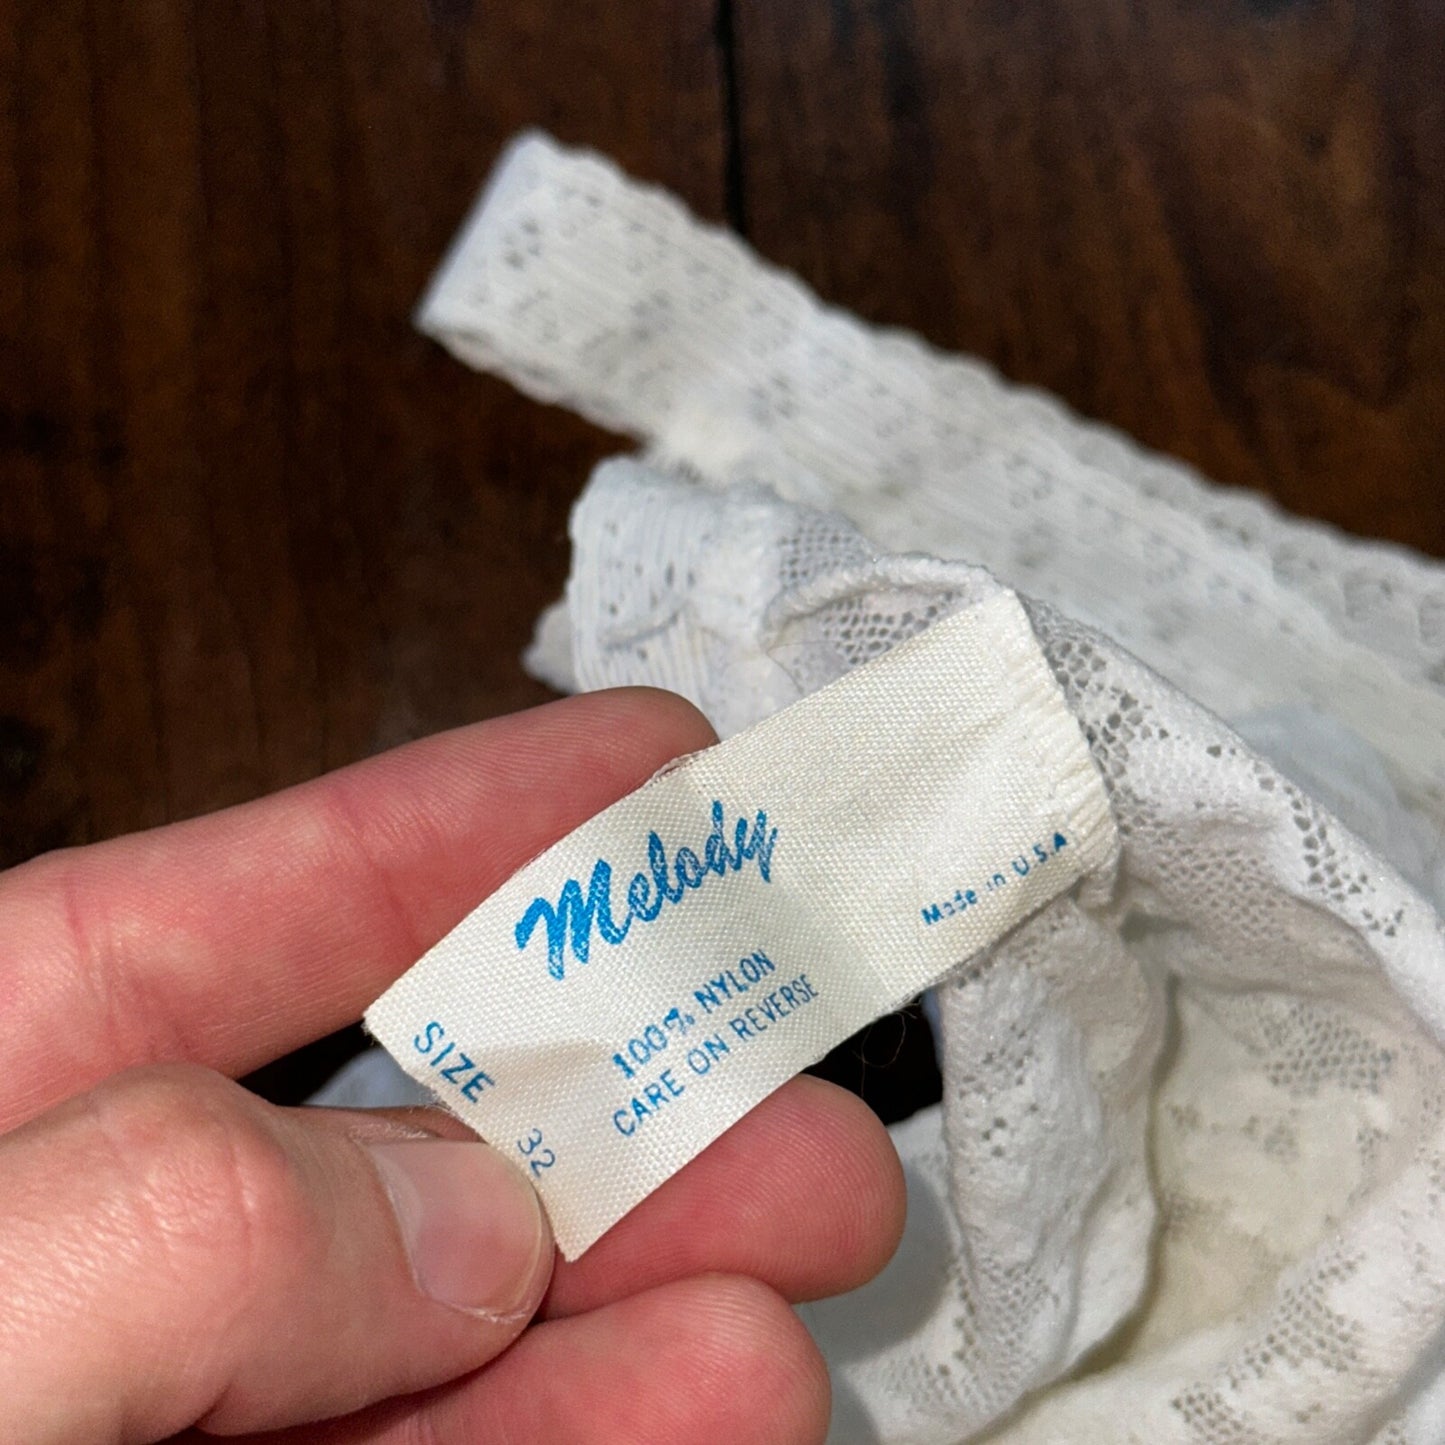 Melody
100% NYLON
CARE ON REVERSE
SIZE 32
Made in U.S.A